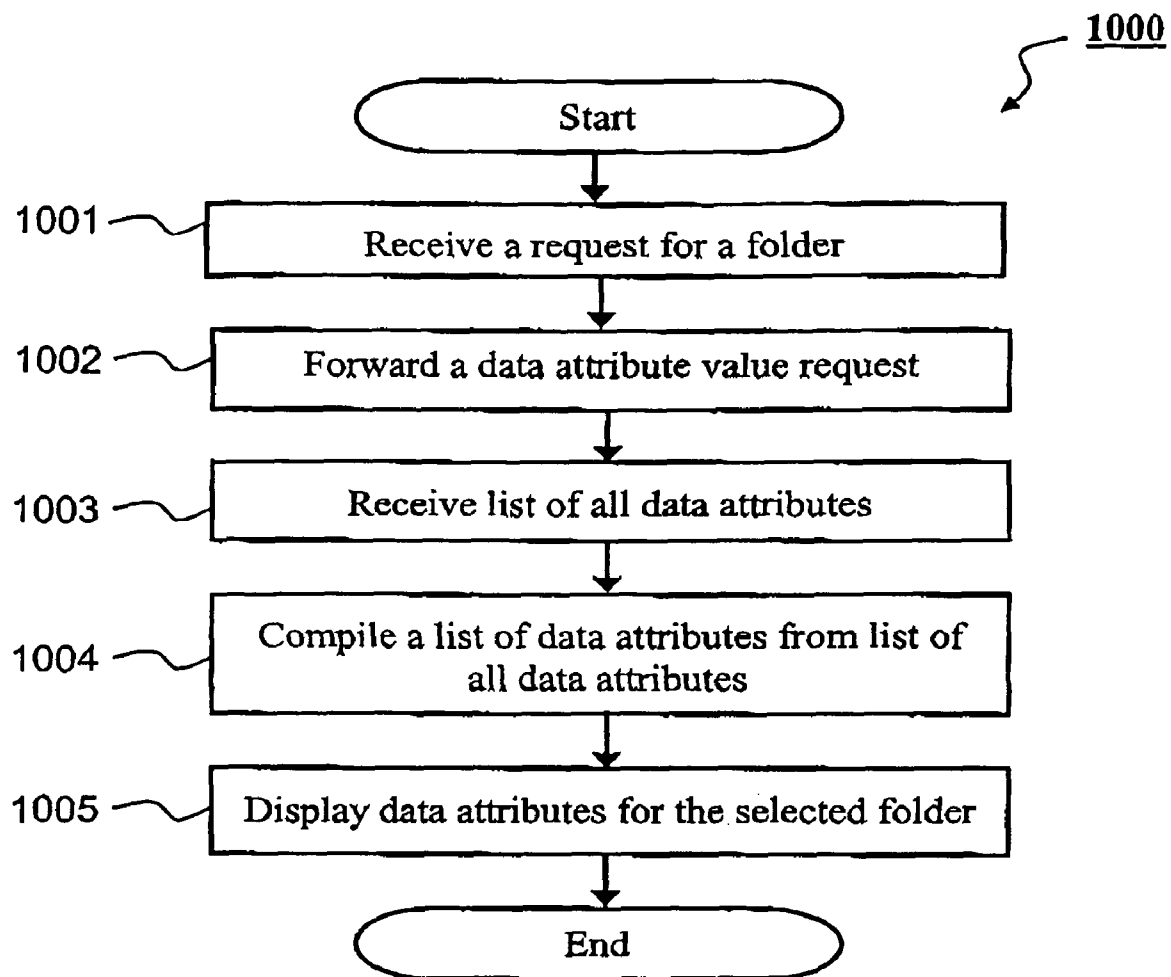 1000
Start
1001
Receive a request for a folder
1002
Forward a data attribute value request
1003
Receive list of all data attributes
1004
Compile a list of data attributes from list of
all data attributes
1005
Display data attributes for the selected folder
End